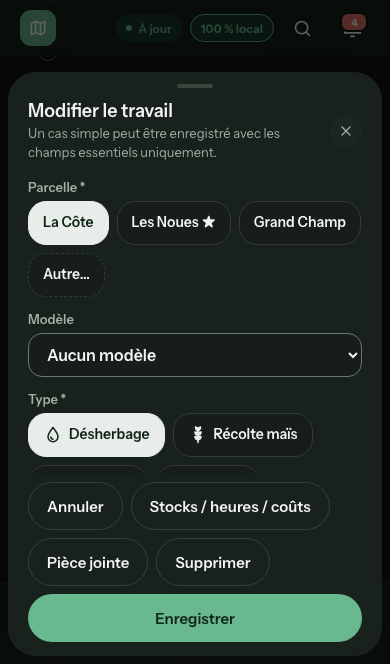 À jour
100 % local
4
Modifier le travail
Un cas simple peut être enregistré avec les
champs essentiels uniquement.
Parcelle *
La Côte
Les Noues ★
Grand Champ
Autre...
Modèle
Aucun modèle
Type *
Désherbage
Récolte maïs
Annuler
Stocks / heures / coûts
Pièce jointe
Supprimer
Enregistrer